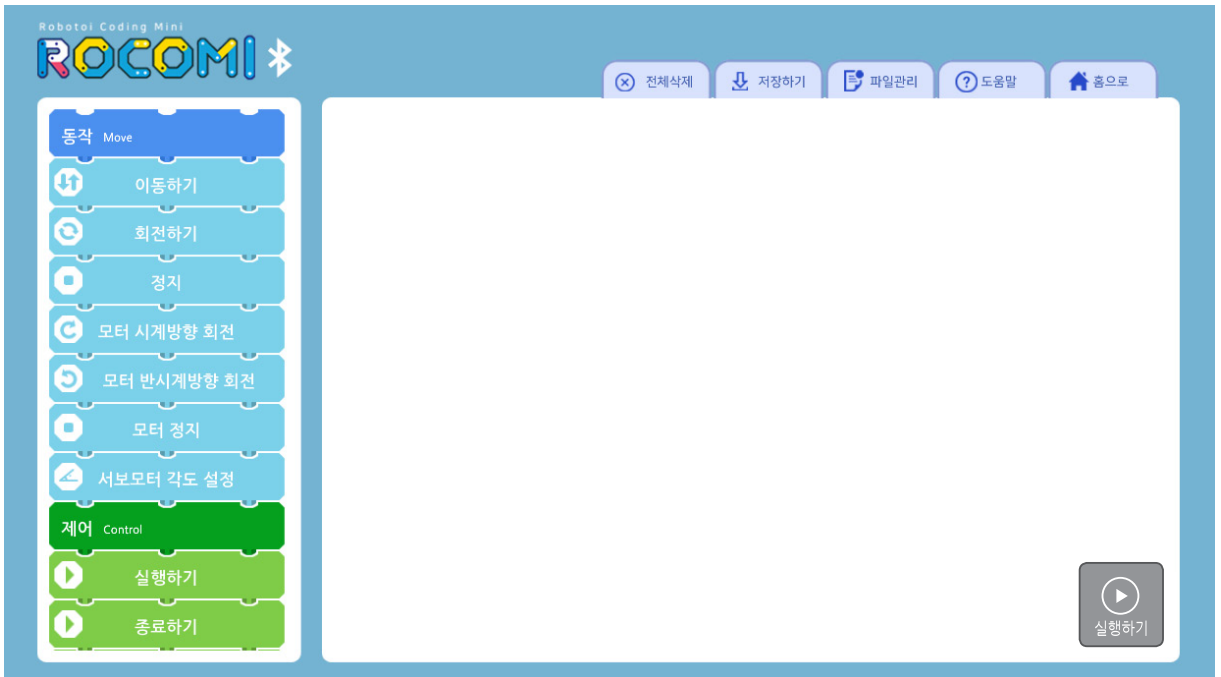 Robotoi Coding Mini
ROCOMI
전체삭제
저장하기
파일관리
도움말
홈으로
동작 Move
이동하기
회전하기
정지
모터 시계방향 회전
모터 반시계방향 회전
모터 정지
서보모터 각도 설정
제어 Control
실행하기
종료하기
실행하기